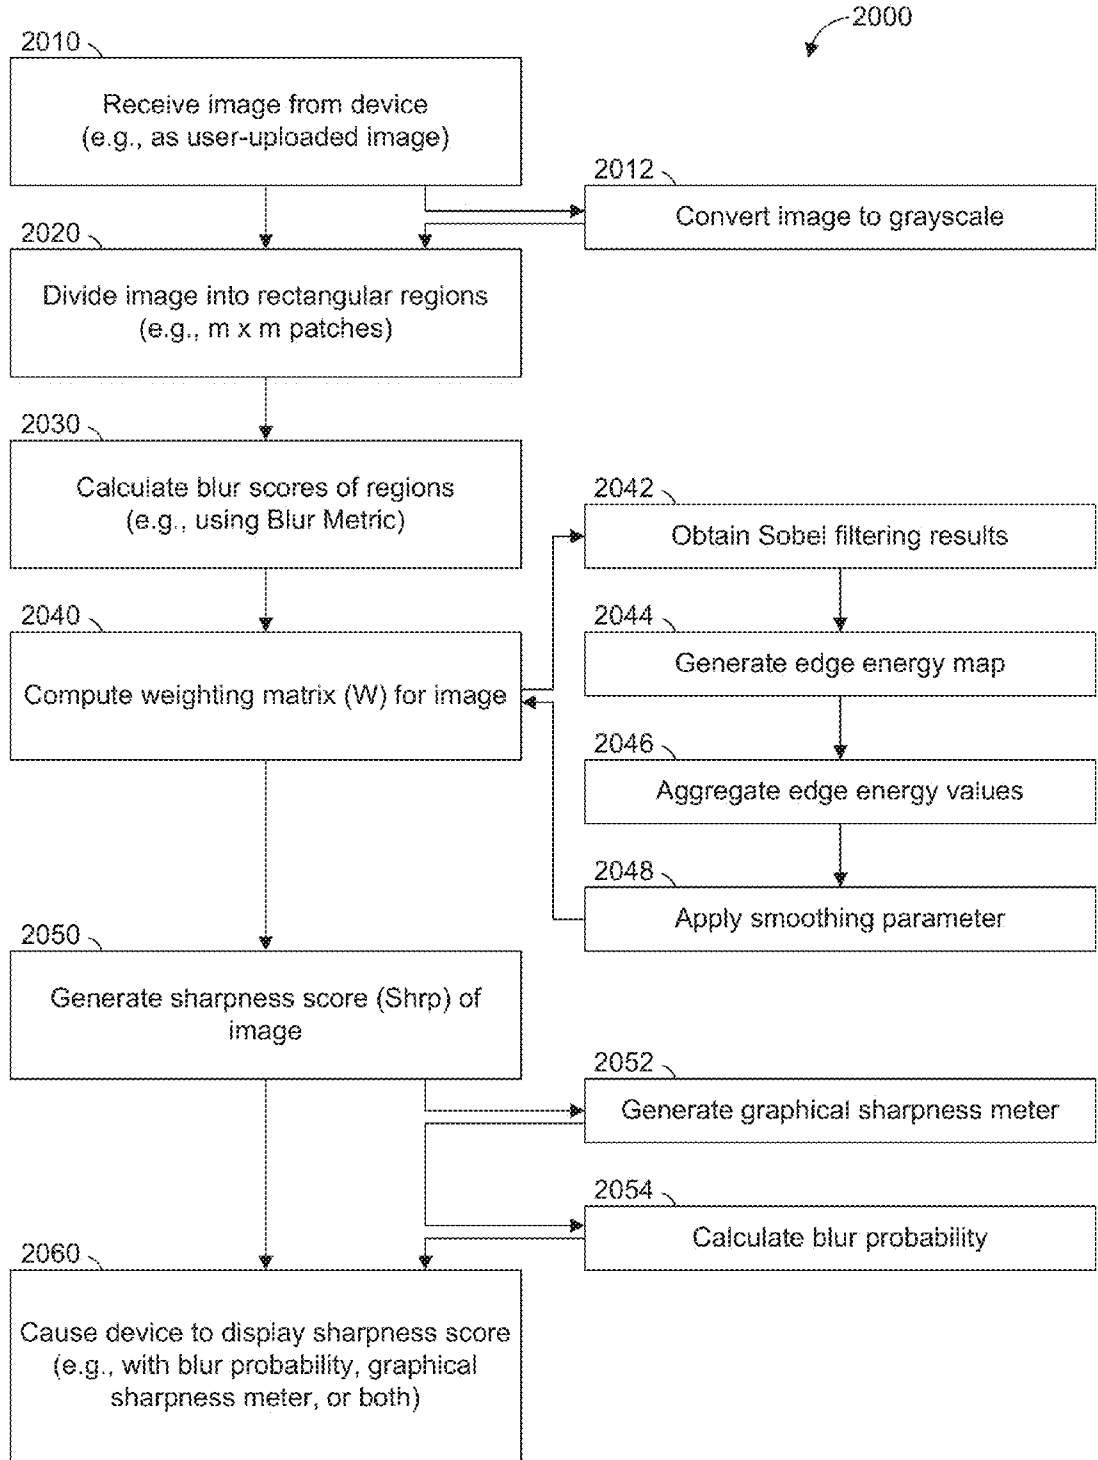 2000
2010
Receive image from device
(e.g., as user-uploaded image)
2012
Convert image to grayscale
2020
Divide image into rectangular regions
(e.g., m x m patches)
2030
Calculate blur scores of regions
(e.g., using Blur Metric)
2040
Compute weighting matrix (W) for image
2042
Obtain Sobel filtering results
2044
Generate edge energy map
2046
Aggregate edge energy values
2048
Apply smoothing parameter
2050
Generate sharpness score (Shrp) of
image
2052
Generate graphical sharpness meter
2054
Calculate blur probability
2060
Cause device to display sharpness score
(e.g., with blur probability, graphical
sharpness meter, or both)